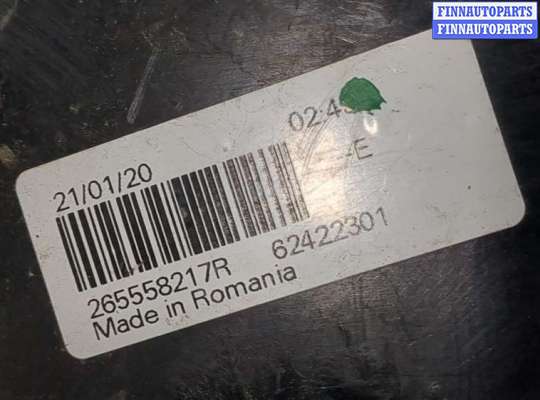 FINNAUTOPARTS
FINNAUTOPARTS
21/01/20
265558217R 62422301
Made in Romania